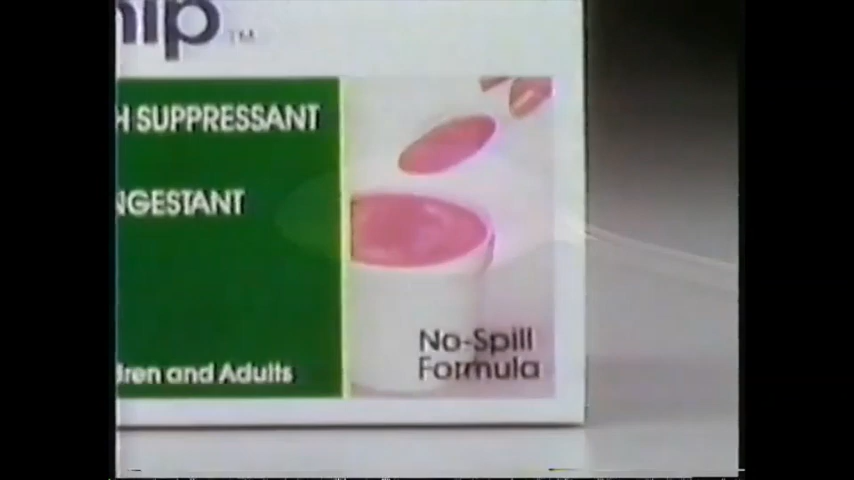 hip™
H SUPPRESSANT
NGESTANT
dren and Adults
No-Spill
Formula